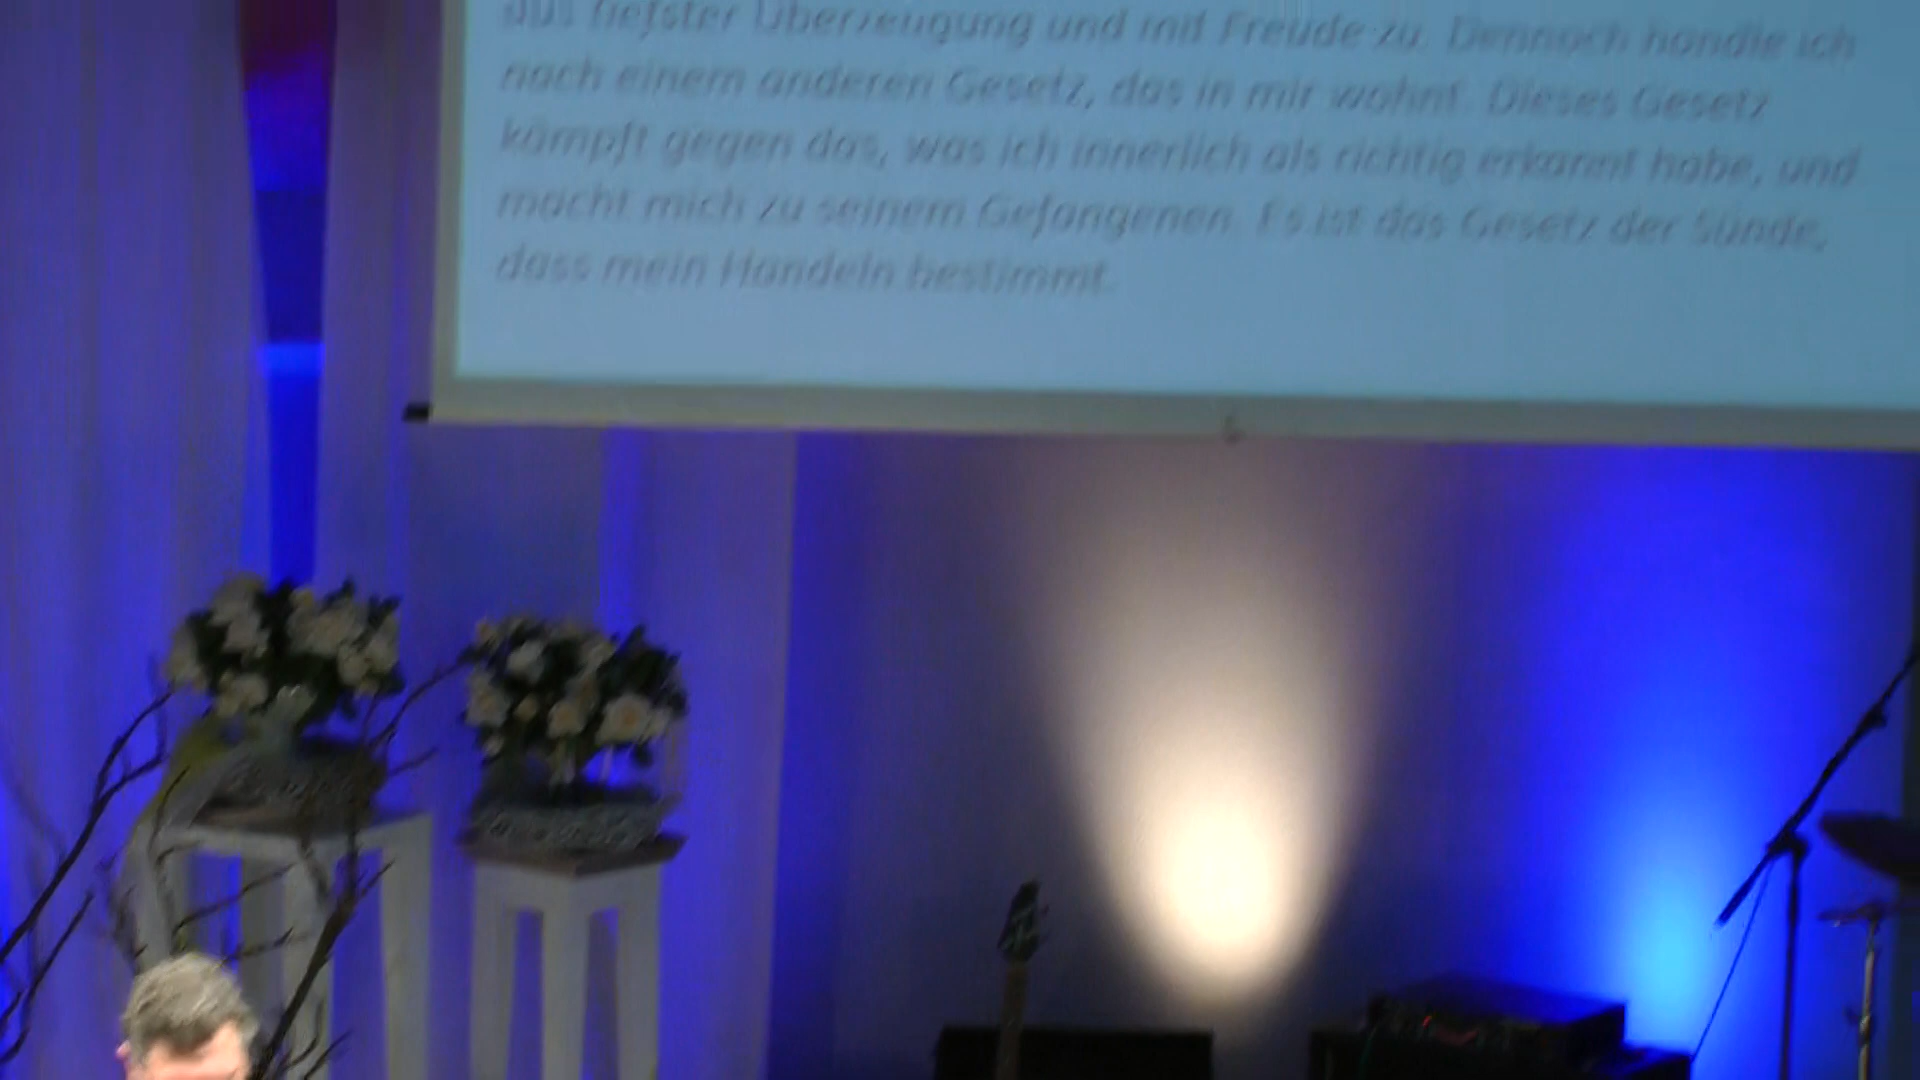 aus tiefster Überzeugung und mit Freude zu. Dennoch handle ich
nach einem anderen Gesetz, das in mir wohnt. Dieses Gesetz
kämpft gegen das, was ich innerlich als richtig erkannt habe, und
macht mich zu seinem Gefangenen. Es ist das Gesetz der Sünde,
dass mein Handeln bestimmt.